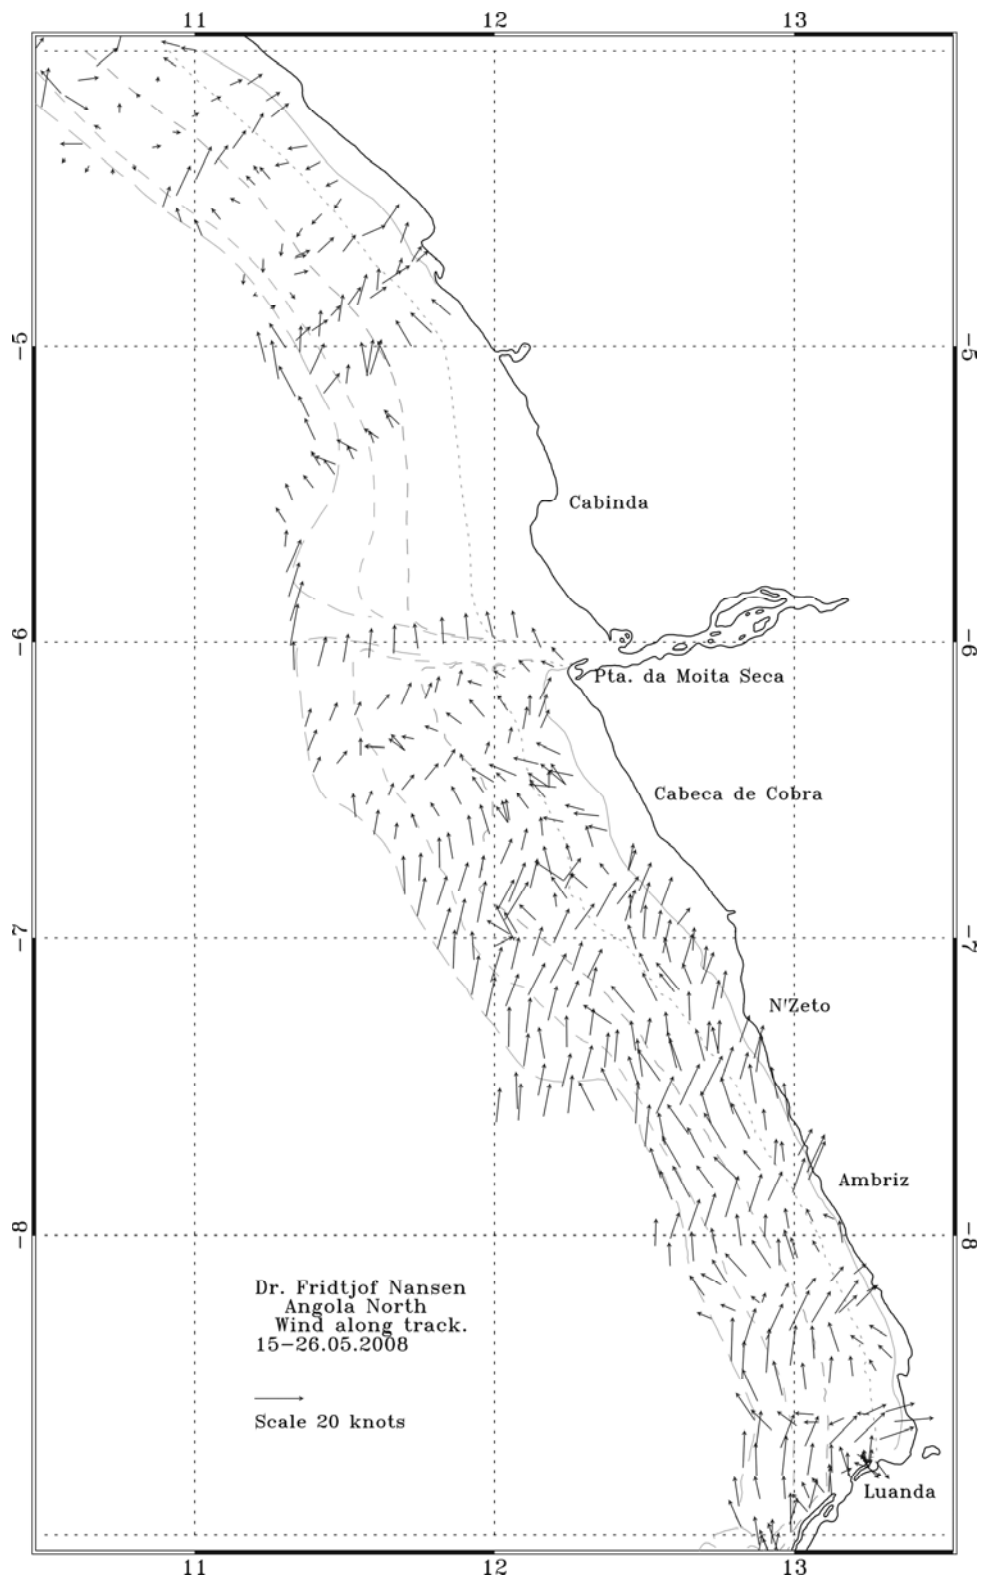 11 12 13
-5 -5
Cabinda
-6 -6
Pta. da Moita Seca
Cabeca de Cobra
-7 -7
N'Zeto
Ambriz
-8 -8
Dr. Fridtjof Nansen
Angola North
Wind along track.
15-26.05.2008
Scale 20 knots
Luanda
11 12 13